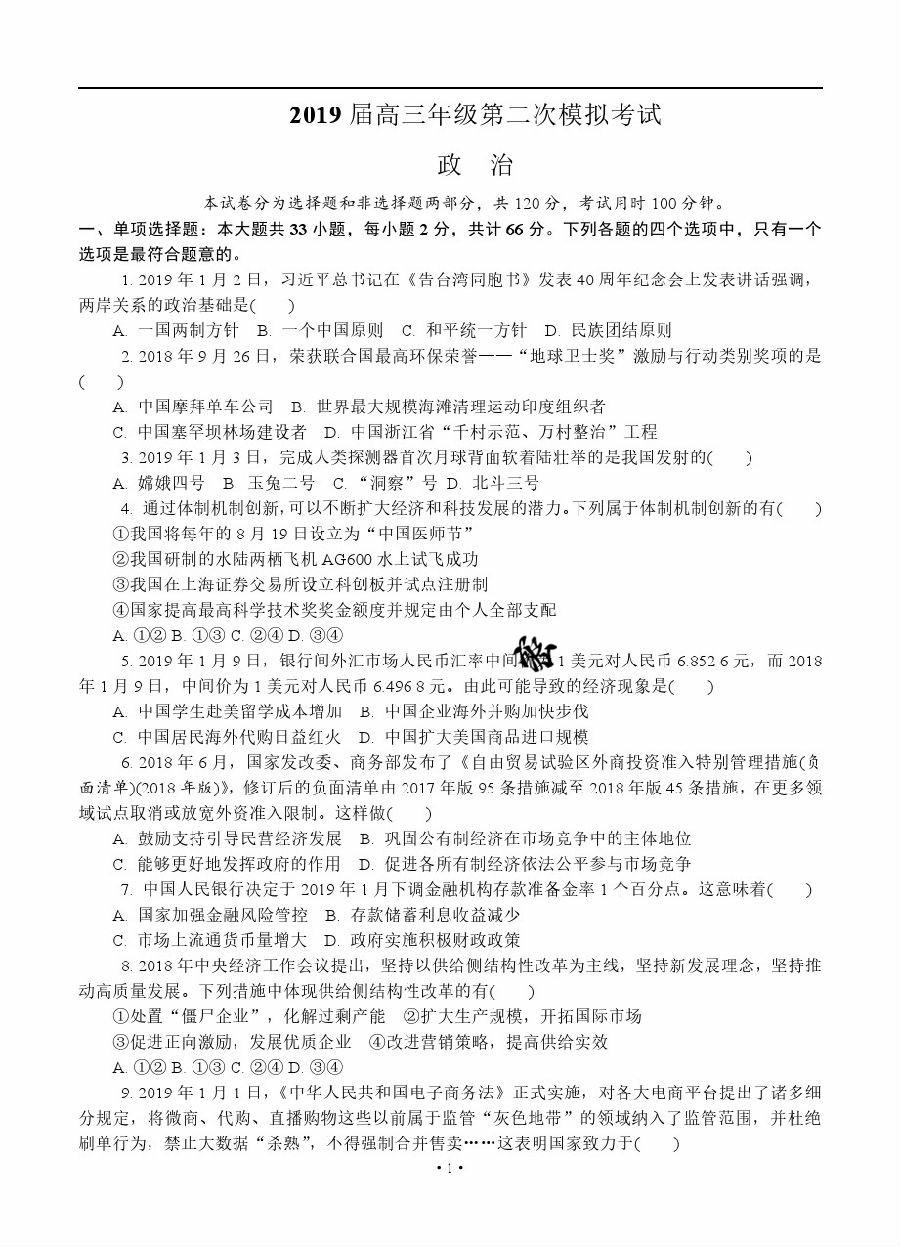 2019 届高三年级第二次模拟考试
政 治
本试卷分为选择题和非选择题两部分，共 120 分，考试用时 100 分钟。
一、单项选择题：本大题共 33 小题，每小题 2 分，共计 66 分。下列各题的四个选项中，只有一个
选项是最符合题意的。
1. 2019 年 1 月 2 日，习近平总书记在《告台湾同胞书》发表 40 周年纪念会上发表讲话强调，
两岸关系的政治基础是(　　)
A. 一国两制方针　B. 一个中国原则　C. 和平统一方针　D. 民族团结原则
2. 2018 年 9 月 26 日，荣获联合国最高环保荣誉——“地球卫士奖”激励与行动类别奖项的是
(　　)
A. 中国摩拜单车公司　B. 世界最大规模海滩清理运动印度组织者
C. 中国塞罕坝林场建设者　D. 中国浙江省“千村示范、万村整治”工程
3. 2019 年 1 月 3 日，完成人类探测器首次月球背面软着陆壮举的是我国发射的(　　)
A. 嫦娥四号　B 玉兔二号　C. “洞察”号 D. 北斗三号
4. 通过体制机制创新,可以不断扩大经济和科技发展的潜力。下列属于体制机制创新的有(　　)
①我国将每年的 8 月 19 日设立为“中国医师节”
②我国研制的水陆两栖飞机 AG600 水上试飞成功
③我国在上海证券交易所设立科创板并试点注册制
④国家提高最高科学技术奖奖金额度并规定由个人全部支配
A. ①② B. ①③ C. ②④ D. ③④
5. 2019 年 1 月 9 日，银行间外汇市场人民币汇率中间 1 美元对人民币 6.852 6 元，而 2018
年 1 月 9 日，中间价为 1 美元对人民币 6.496 8 元。由此可能导致的经济现象是(　　)
A. 中国学生赴美留学成本增加　B. 中国企业海外并购加快步伐
C. 中国居民海外代购日益红火　D. 中国扩大美国商品进口规模
6. 2018 年 6 月，国家发改委、商务部发布了《自由贸易试验区外商投资准入特别管理措施(负
面清单)(2018 年版)》，修订后的负面清单由 2017 年版 95 条措施减至 2018 年版 45 条措施，在更多领
域试点取消或放宽外资准入限制。这样做(　　)
A. 鼓励支持引导民营经济发展　B. 巩固公有制经济在市场竞争中的主体地位
C. 能够更好地发挥政府的作用　D. 促进各所有制经济依法公平参与市场竞争
7. 中国人民银行决定于 2019 年 1 月下调金融机构存款准备金率 1 个百分点。这意味着(　　)
A. 国家加强金融风险管控　B. 存款储蓄利息收益减少
C. 市场上流通货币量增大　D. 政府实施积极财政政策
8. 2018 年中央经济工作会议提出，坚持以供给侧结构性改革为主线，坚持新发展理念，坚持推
动高质量发展。下列措施中体现供给侧结构性改革的有(　　)
①处置“僵尸企业”，化解过剩产能　②扩大生产规模，开拓国际市场
③促进正向激励，发展优质企业　④改进营销策略，提高供给实效
A. ①② B. ①③ C. ②④ D. ③④
9. 2019 年 1 月 1 日，《中华人民共和国电子商务法》正式实施，对各大电商平台提出了诸多细
分规定，将微商、代购、直播购物这些以前属于监管“灰色地带”的领域纳入了监管范围，并杜绝
刷单行为，禁止大数据“杀熟”，不得强制合并售卖……这表明国家致力于(　　)
·1·